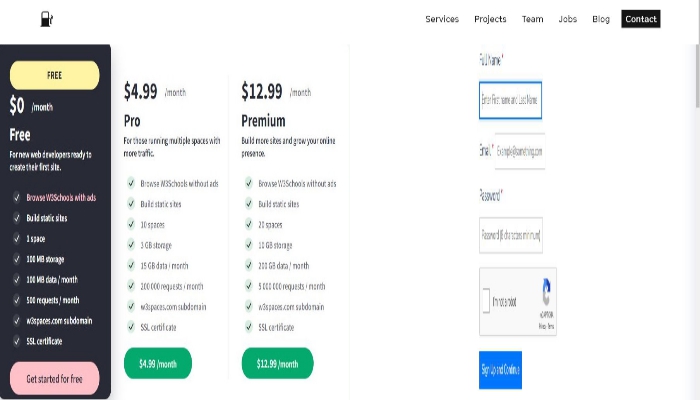 Services Projects Team Jobs Blog Contact
FREE
$0 /month
Free
For new web developers ready to
create their first site.
Browse W3Schools with ads
Build static sites
1 space
100 MB storage
100 MB data / month
500 requests / month
w3spaces.com subdomain
SSL certificate
Get started for free
$4.99 /month
Pro
For those running multiple spaces with
more traffic.
Browse W3Schools without ads
Build static sites
10 spaces
3 GB storage
15 GB data / month
200 000 requests / month
w3spaces.com subdomain
SSL certificate
$4.99 /month
$12.99 /month
Premium
Build more sites and grow your online
presence.
Browse W3Schools without ads
Build static sites
20 spaces
10 GB storage
200 GB data / month
5 000 000 requests / month
w3spaces.com subdomain
SSL certificate
$12.99 /month
Full Name *
Enter Firstname and Last Name
Email * Example@something.com
Password *
Password (8 characters minimum)
I'm not a robot
reCAPTCHA
Privacy - Terms
Sign Up and Continue